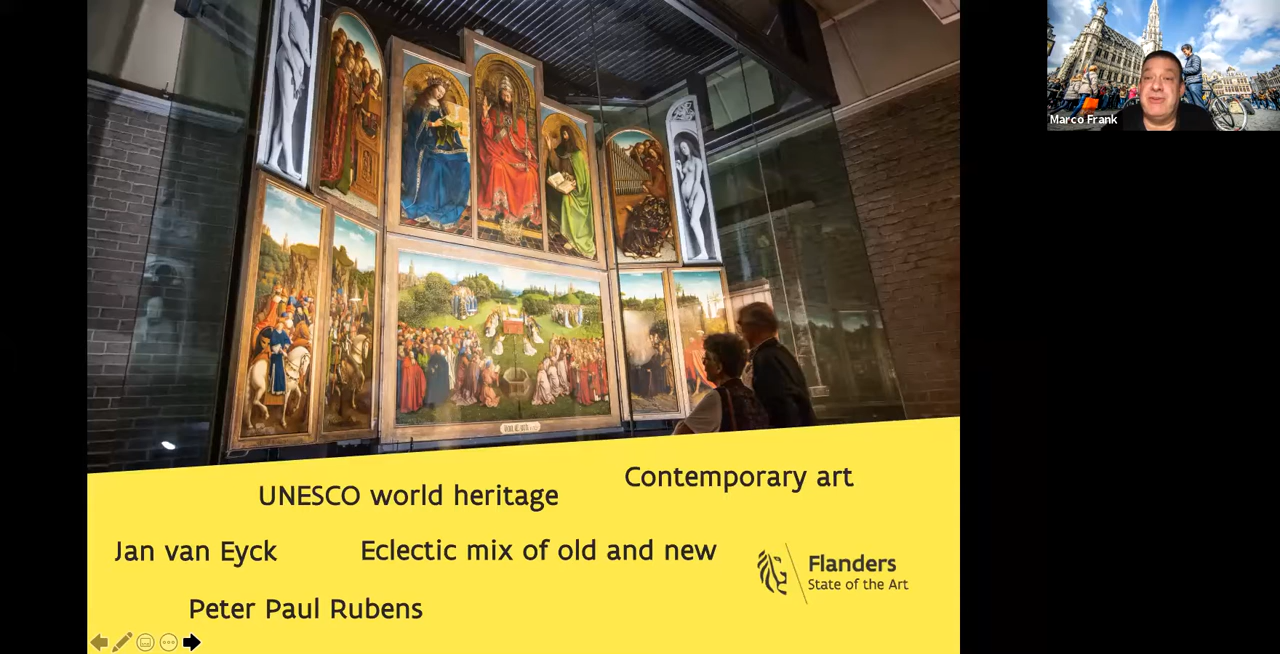 Marco Frank
Contemporary art
UNESCO world heritage
Jan van Eyck
Eclectic mix of old and new
Flanders
State of the Art
Peter Paul Rubens